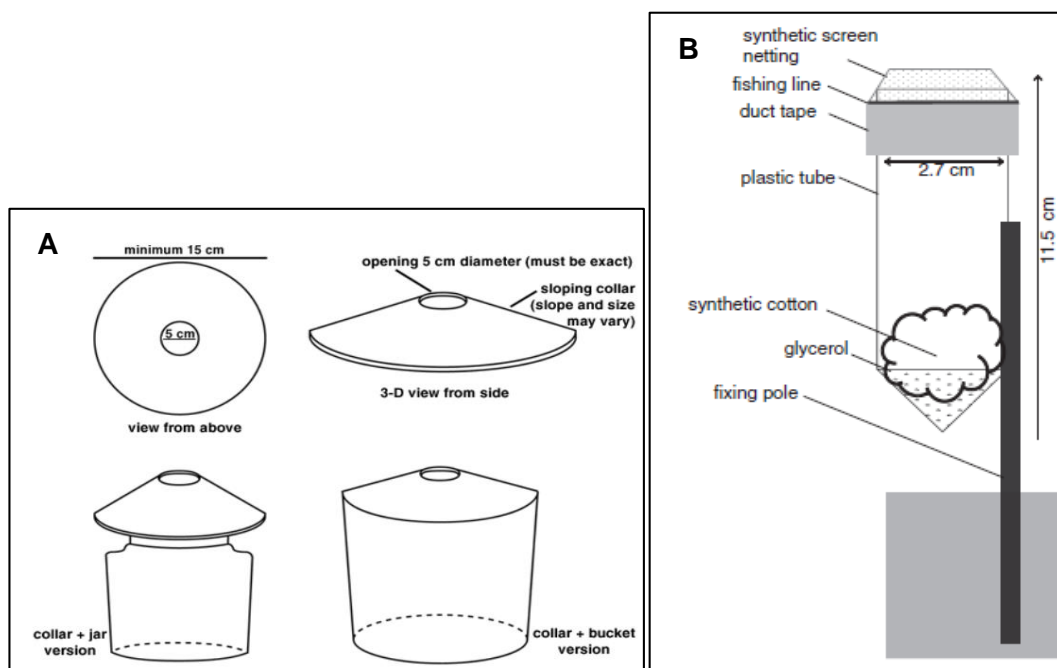 A
minimum 15 cm
5 cm
view from above
opening 5 cm diameter (must be exact)
sloping collar
(slope and size
may vary)
3-D view from side
collar + jar
version
collar + bucket
version
B
synthetic screen
netting
fishing line
duct tape
2.7 cm
plastic tube
11.5 cm
synthetic cotton
glycerol
fixing pole